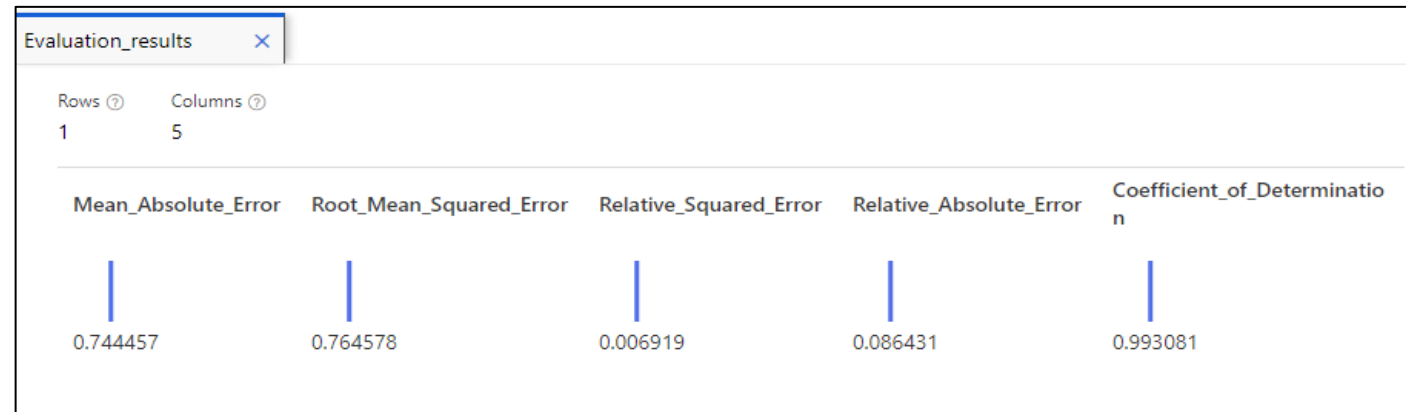 Evaluation_results ×
Rows ? Columns ?
1 5
Mean_Absolute_Error Root_Mean_Squared_Error Relative_Squared_Error Relative_Absolute_Error Coefficient_of_Determinatio
n
0.744457 0.764578 0.006919 0.086431 0.993081